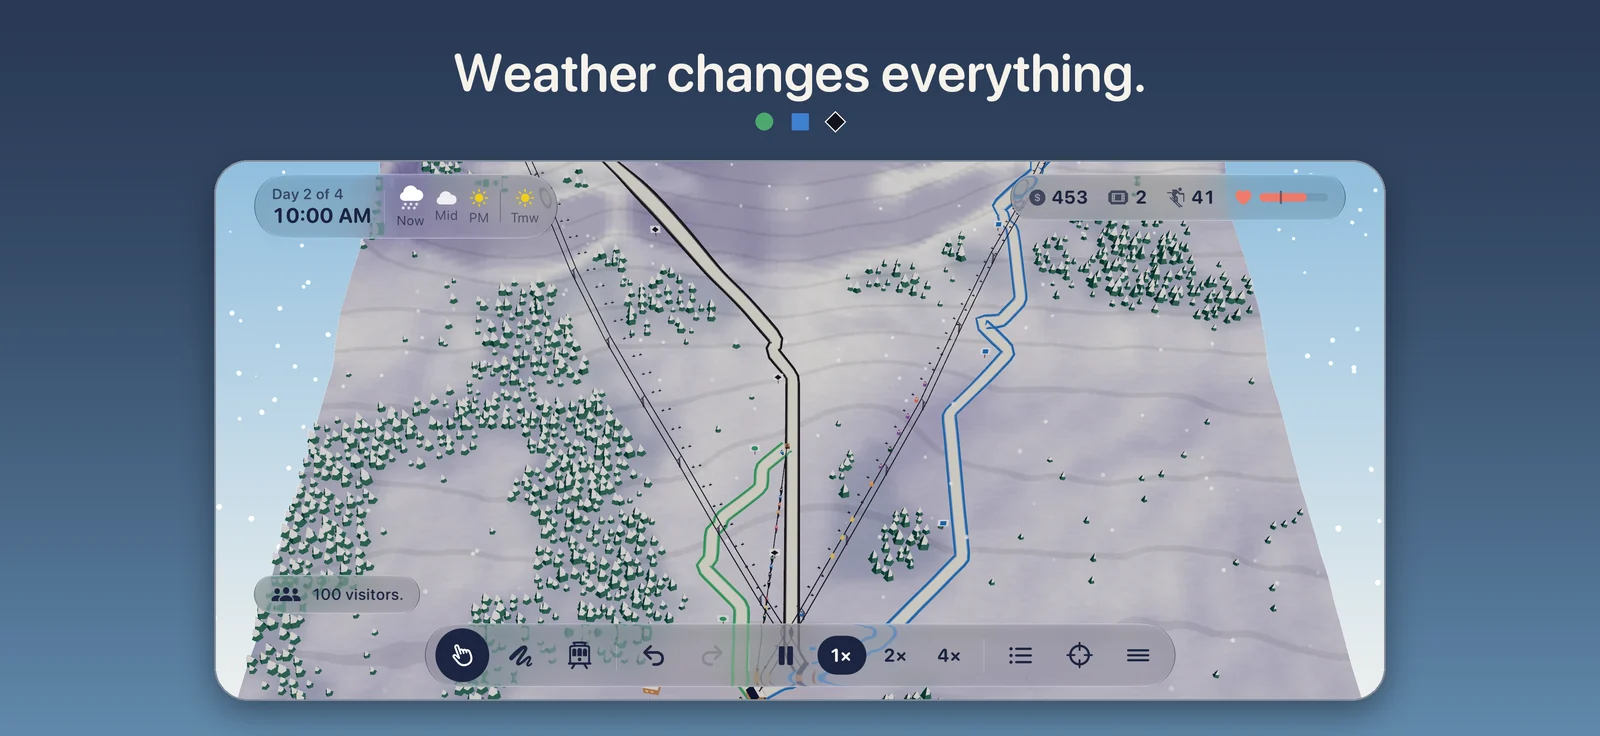 Weather changes everything.
Day 2 of 4
10:00 AM
Now Mid PM Tmw
453 2 41
100 visitors.
1x 2x 4x